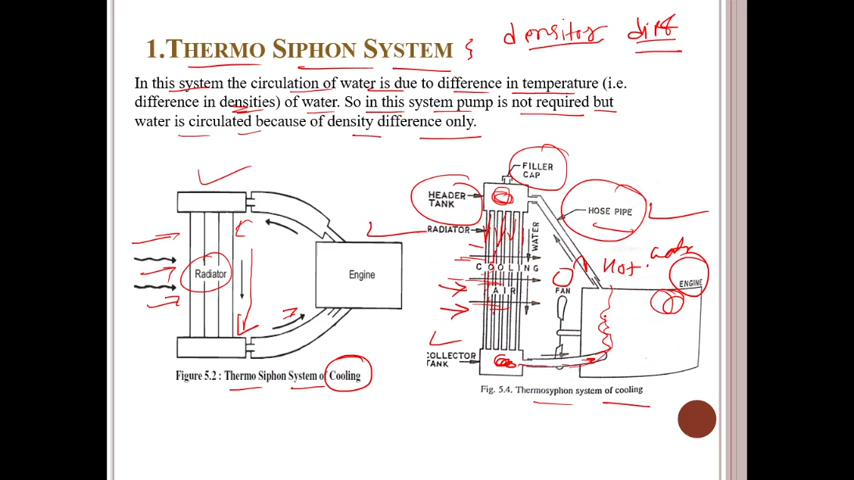 1.THERMO SIPHON SYSTEM
densitoy diff
In this system the circulation of water is due to difference in temperature (i.e.
difference in densities) of water. So in this system pump is not required but
water is circulated because of density difference only.
Radiator
Engine
Figure 5.2 : Thermo Siphon System of Cooling
FILLER
CAP
HEADER
TANK
HOSE PIPE
RADIATOR
WATER
COOLING
AIR
FAN
Hot
ENGINE
COLLECTOR
TANK
Fig. 5.4. Thermosyphon system of cooling